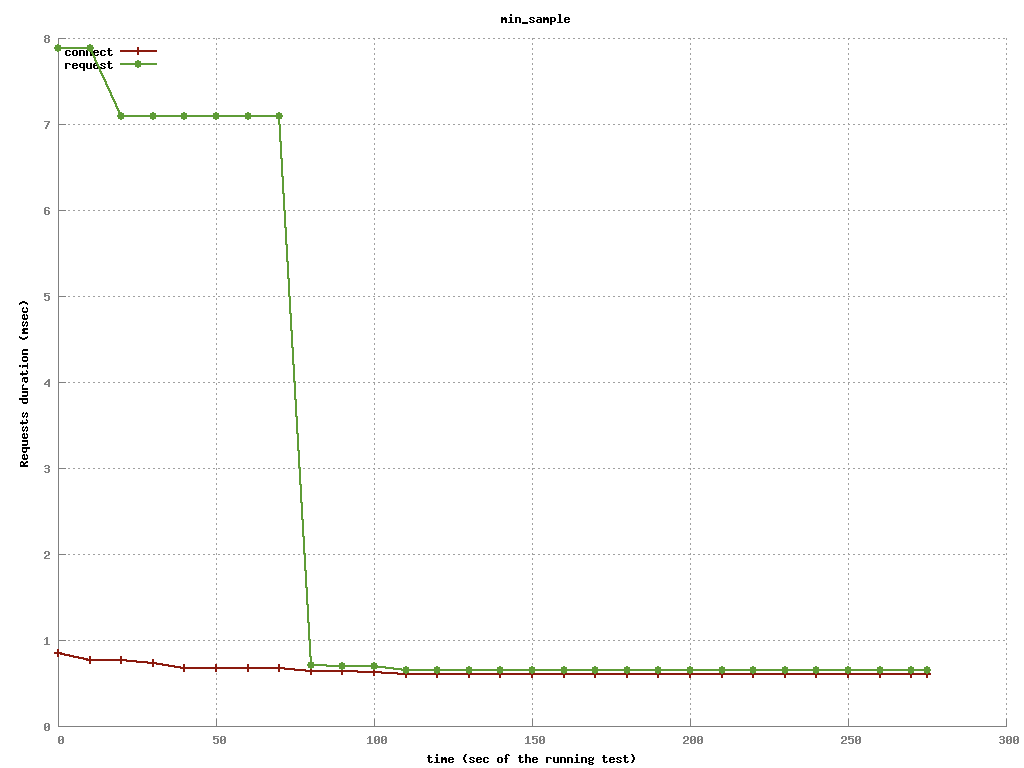 min_sample
connect
request
8
7
6
5
4
3
2
1
0
Requests duration (msec)
0 50 100 150 200 250 300
time (sec of the running test)